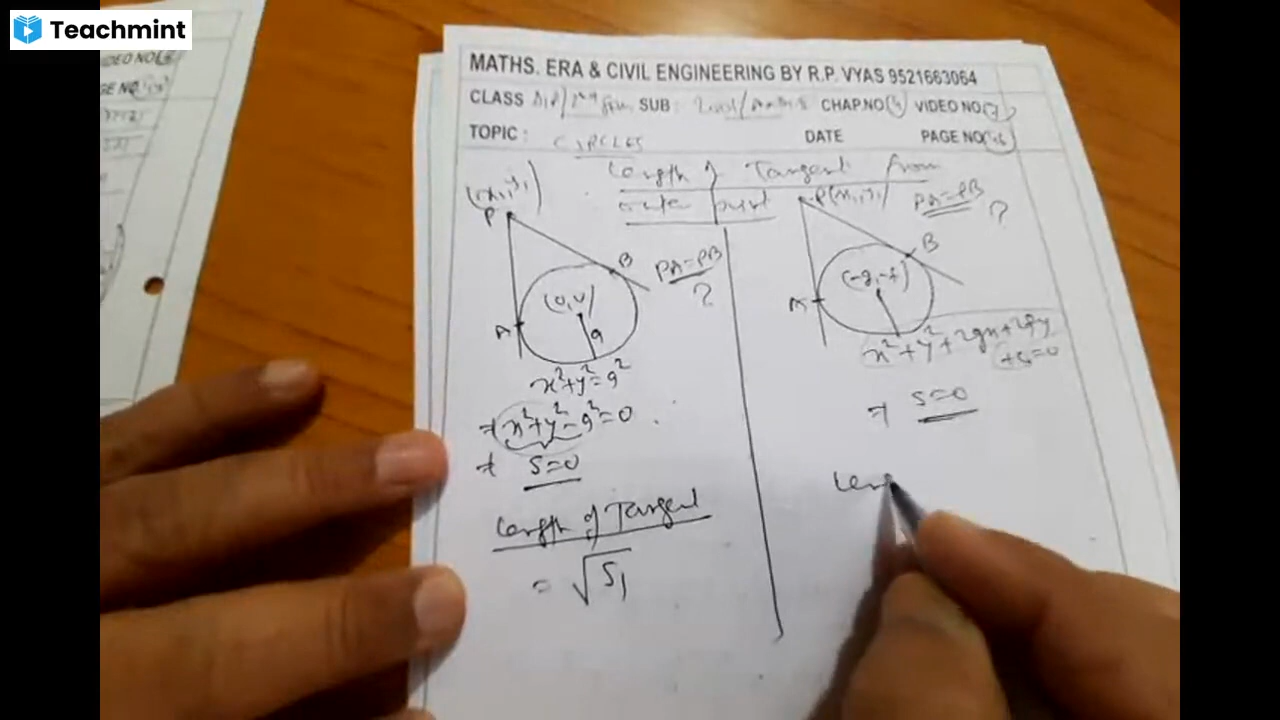 Teachmint
MATHS. ERA & CIVIL ENGINEERING BY R.P. VYAS 9521663064
CLASS SUB : CHAP.NO VIDEO NO
TOPIC : CIRCLES DATE PAGE NO
Length of Tangent from
outer point
(x₁, y₁)
P
B
PA=PB
?
(0,0)
A
a
x²+y²=a²
⇒ x²+y²-a²=0
⇒ S=0
Length of Tangent
= √S₁
P(x₁, y₁)
PA=PB
?
B
(-g,-f)
A
x²+y²+2gx+2fy
+c=0
⇒ S=0
Leng